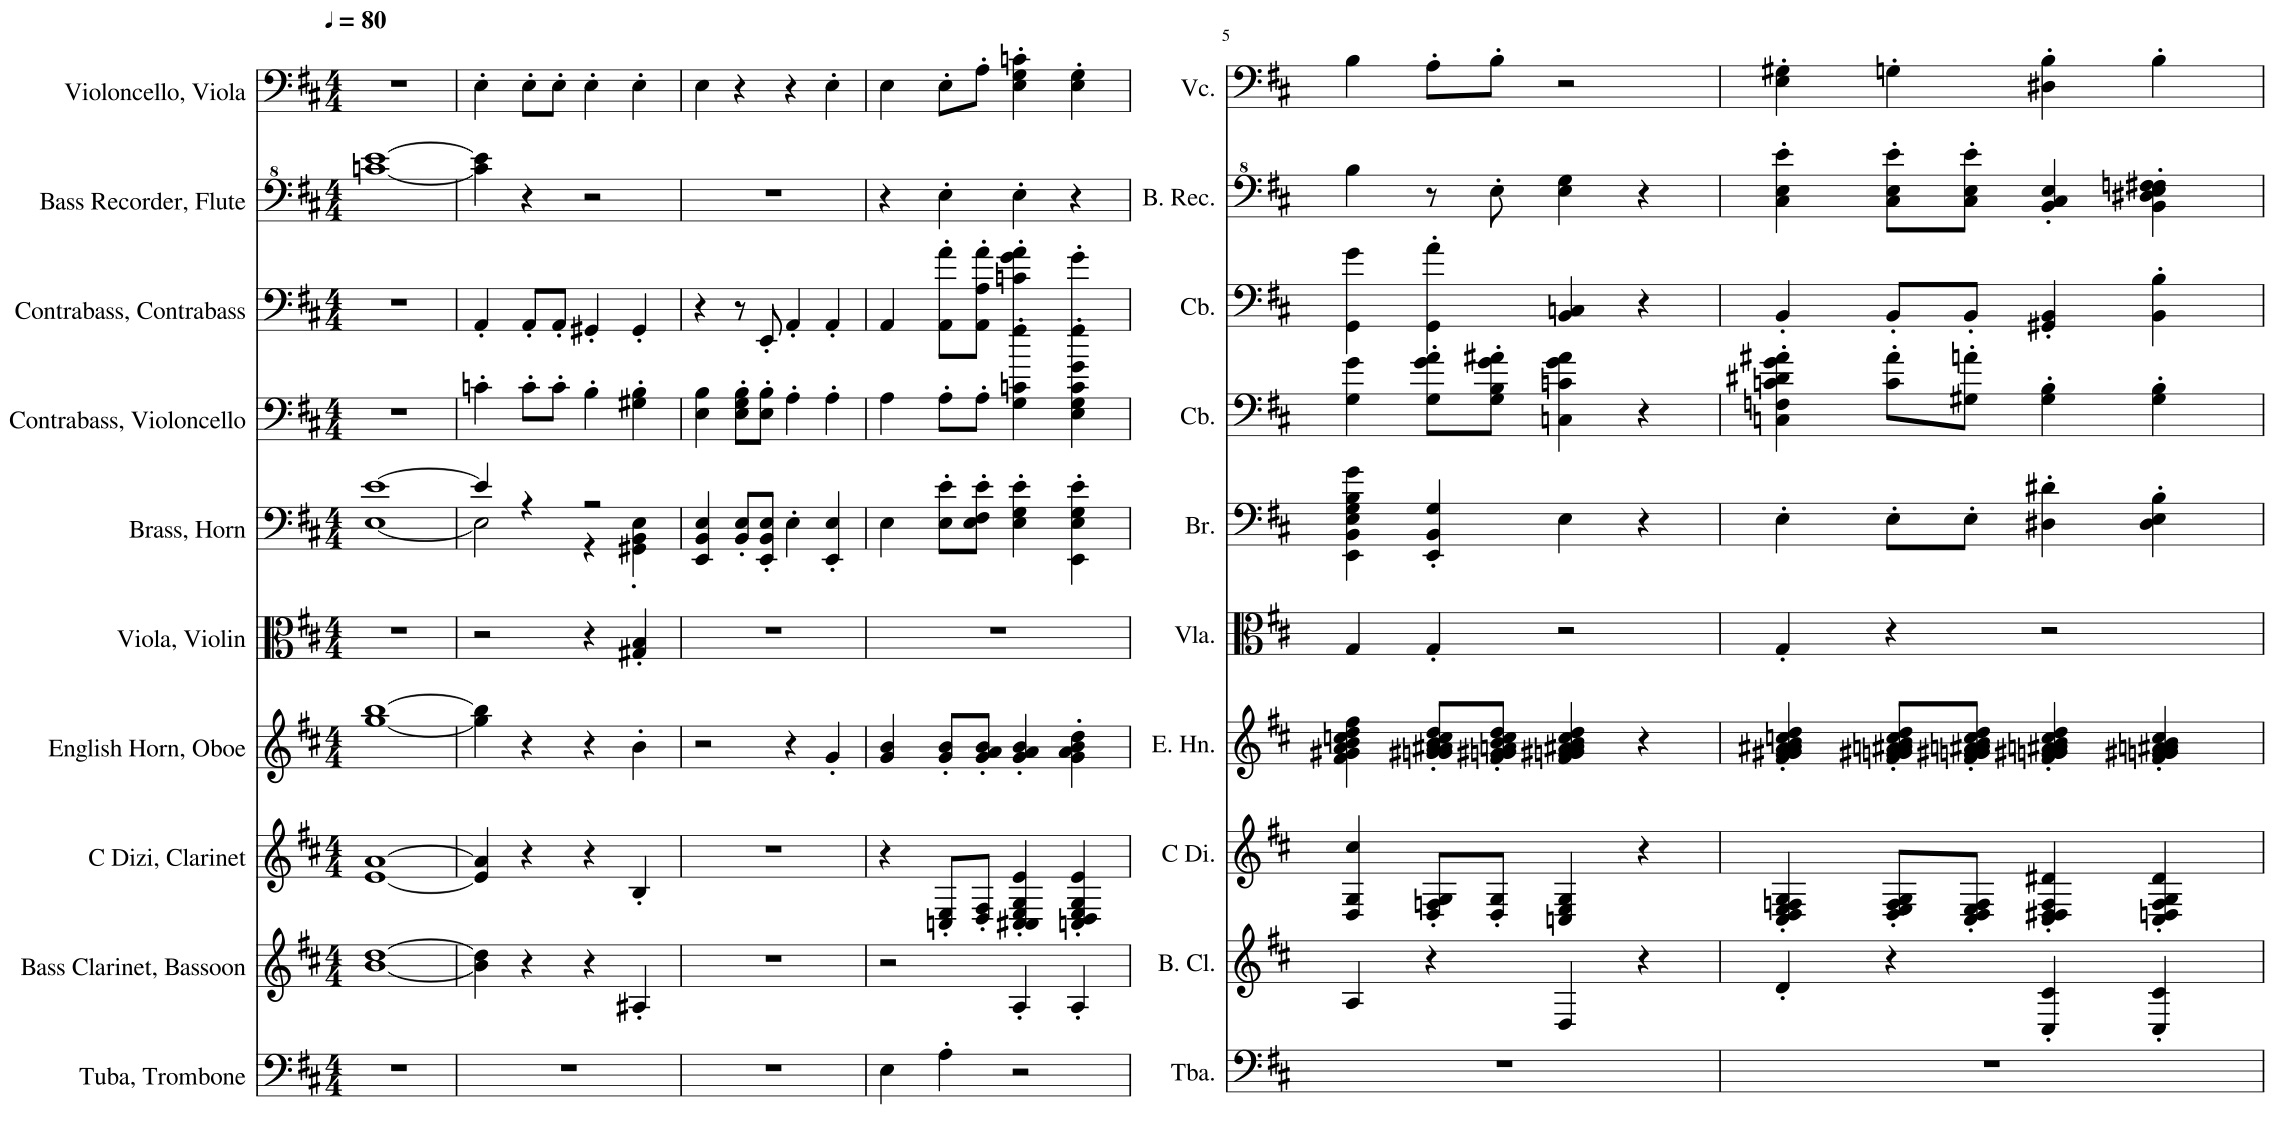 ♩ = 80
Violoncello, Viola
Bass Recorder, Flute
Contrabass, Contrabass
Contrabass, Violoncello
Brass, Horn
Viola, Violin
English Horn, Oboe
C Dizi, Clarinet
Bass Clarinet, Bassoon
Tuba, Trombone
5
Vc.
B. Rec.
Cb.
Cb.
Br.
Vla.
E. Hn.
C Di.
B. Cl.
Tba.